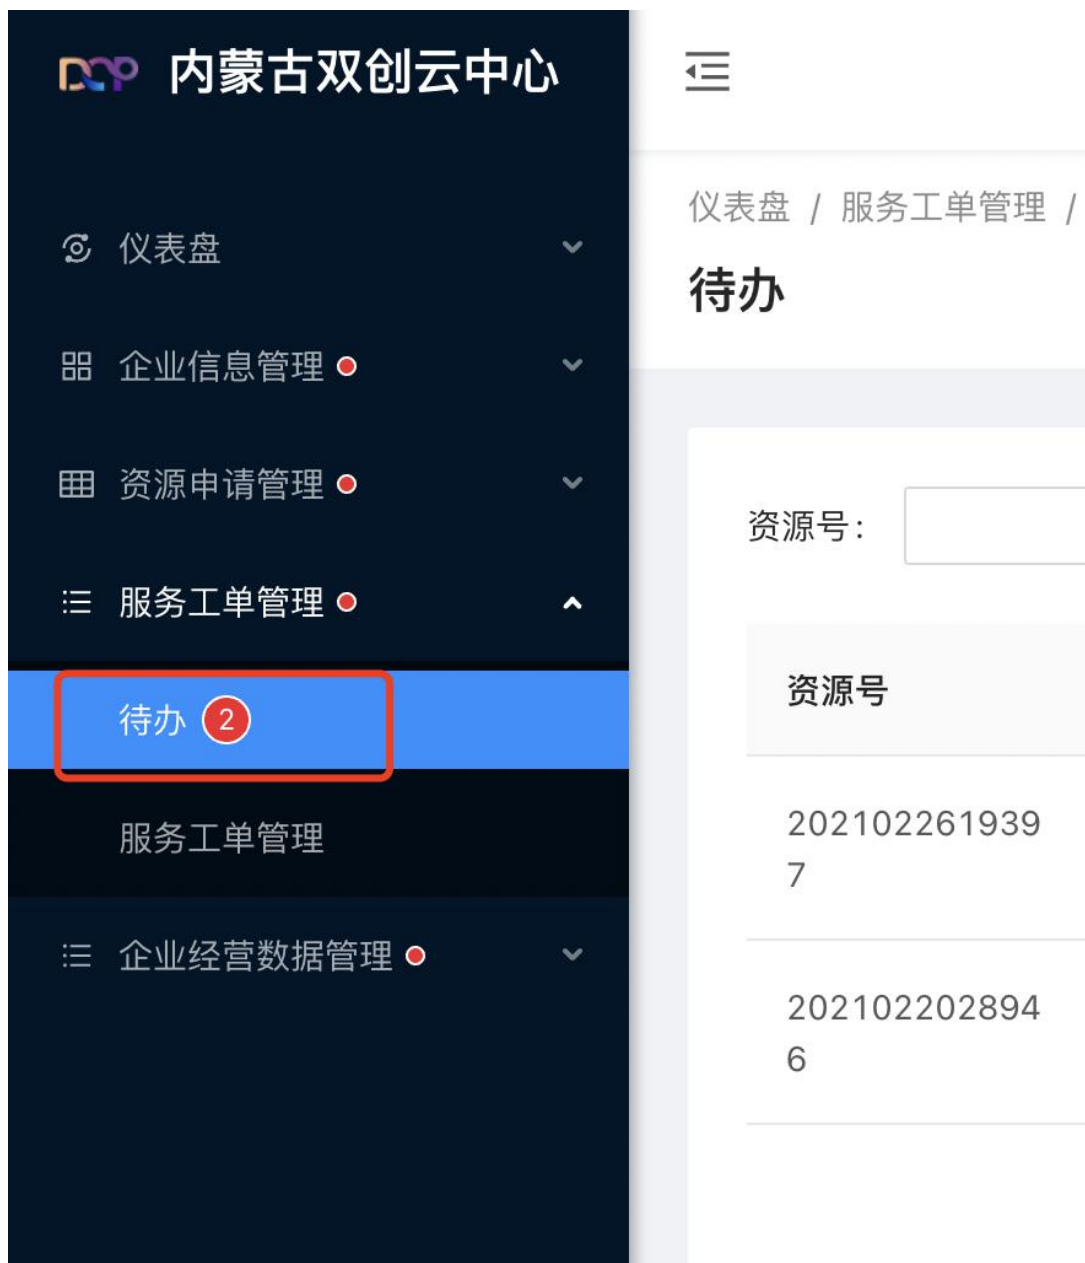 DCP 内蒙古双创云中心
仪表盘
企业信息管理
资源申请管理
服务工单管理
待办 2
服务工单管理
企业经营数据管理
仪表盘 / 服务工单管理 /
待办
资源号:
资源号
202102261939
7
202102202894
6